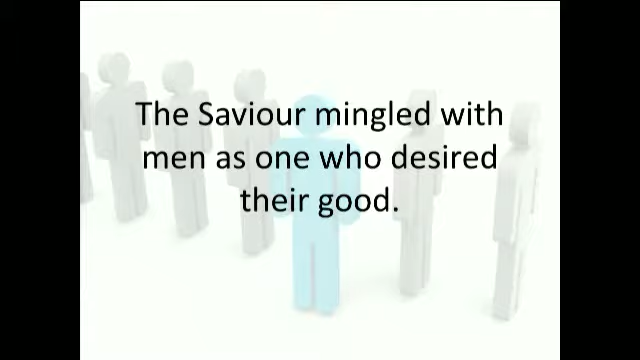 The Saviour mingled with
men as one who desired
their good.